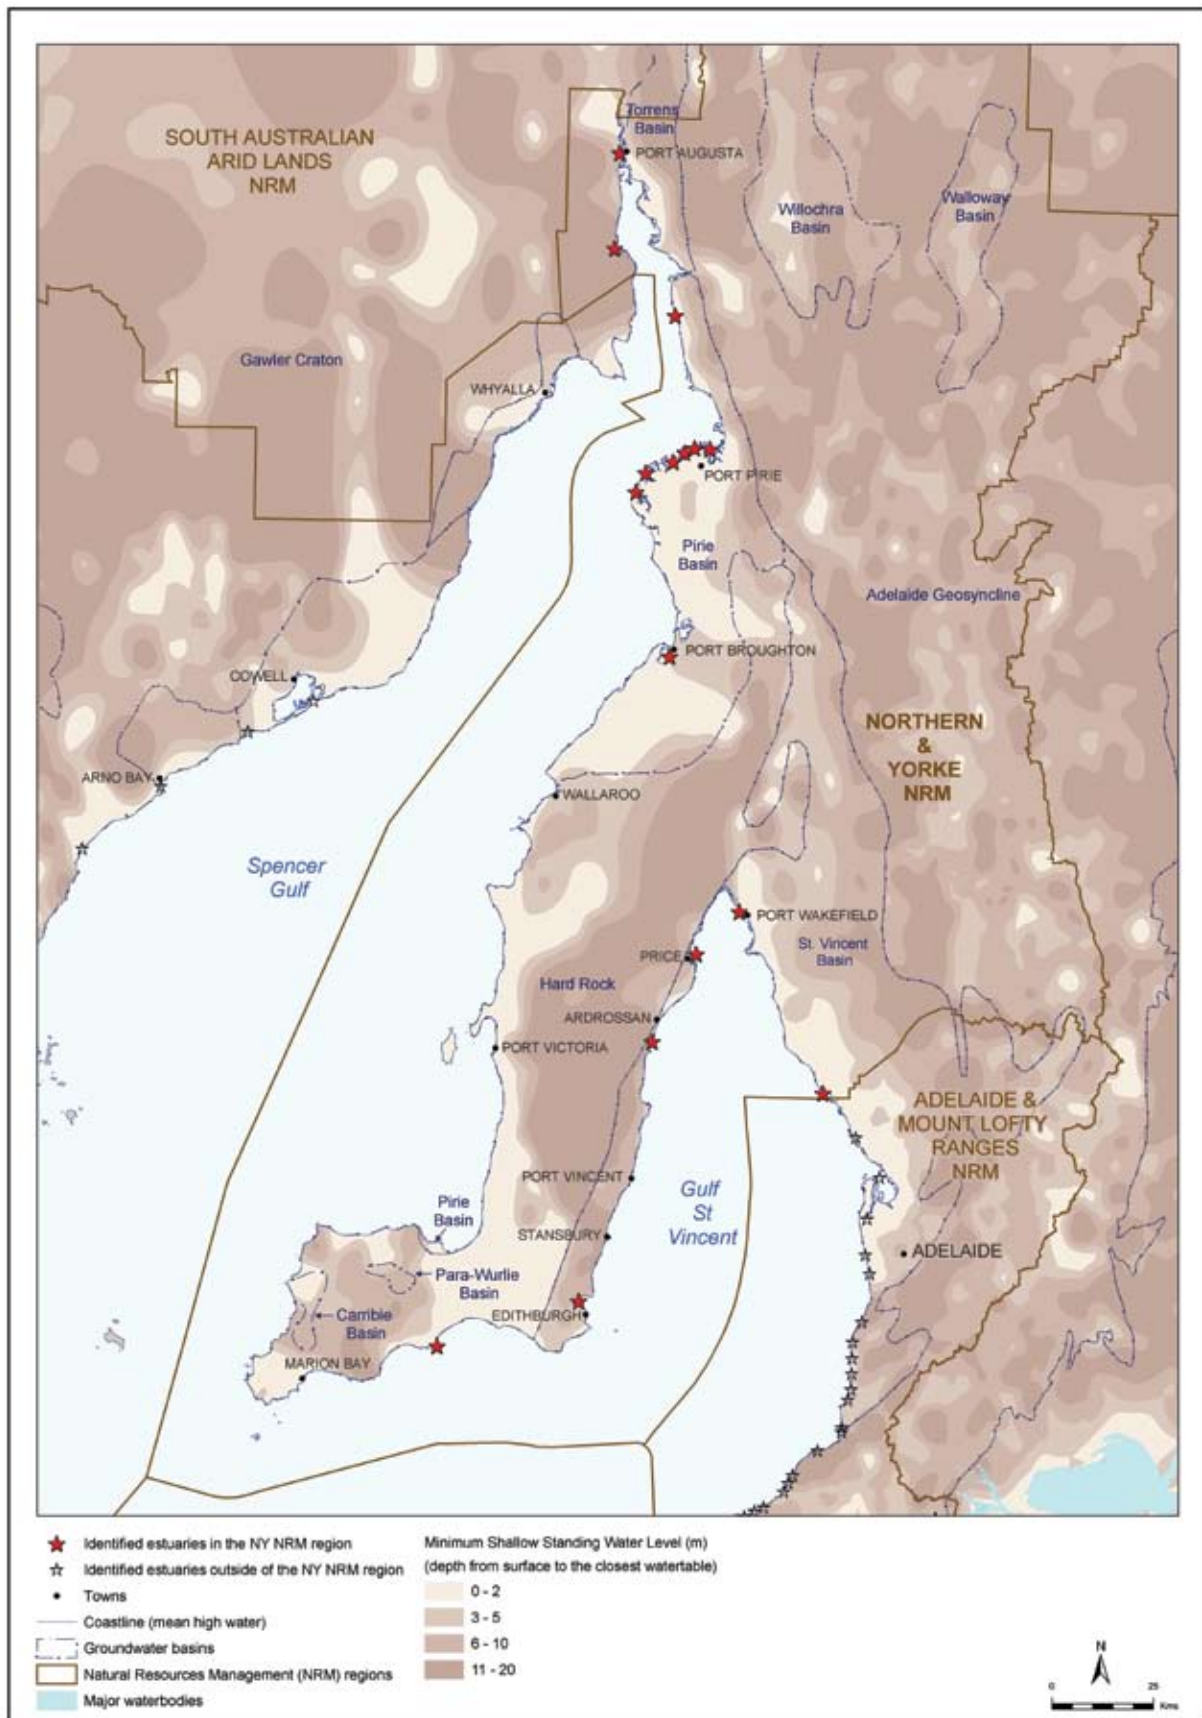 SOUTH AUSTRALIAN
ARID LANDS
NRM
Torrens
Basin
PORT AUGUSTA
Willochra
Basin
Walloway
Basin
Gawler Craton
WHYALLA
PORT PIRIE
Pirie
Basin
Adelaide Geosyncline
COWELL
PORT BROUGHTON
NORTHERN
&
YORKE
NRM
ARNO BAY
WALLAROO
Spencer
Gulf
PORT WAKEFIELD
St. Vincent
Basin
PRICE
Hard Rock
ARDROSSAN
PORT VICTORIA
ADELAIDE &
MOUNT LOFTY
RANGES
NRM
PORT VINCENT
Gulf
St
Vincent
Pirie
Basin
STANSBURY
ADELAIDE
Para-Wurlie
Basin
EDITHBURGH
Carribie
Basin
MARION BAY
Identified estuaries in the NY NRM region
Identified estuaries outside of the NY NRM region
Towns
Coastline (mean high water)
Groundwater basins
Natural Resources Management (NRM) regions
Major waterbodies
Minimum Shallow Standing Water Level (m)
(depth from surface to the closest watertable)
0 - 2
3 - 5
6 - 10
11 - 20
N
0 25
Kms